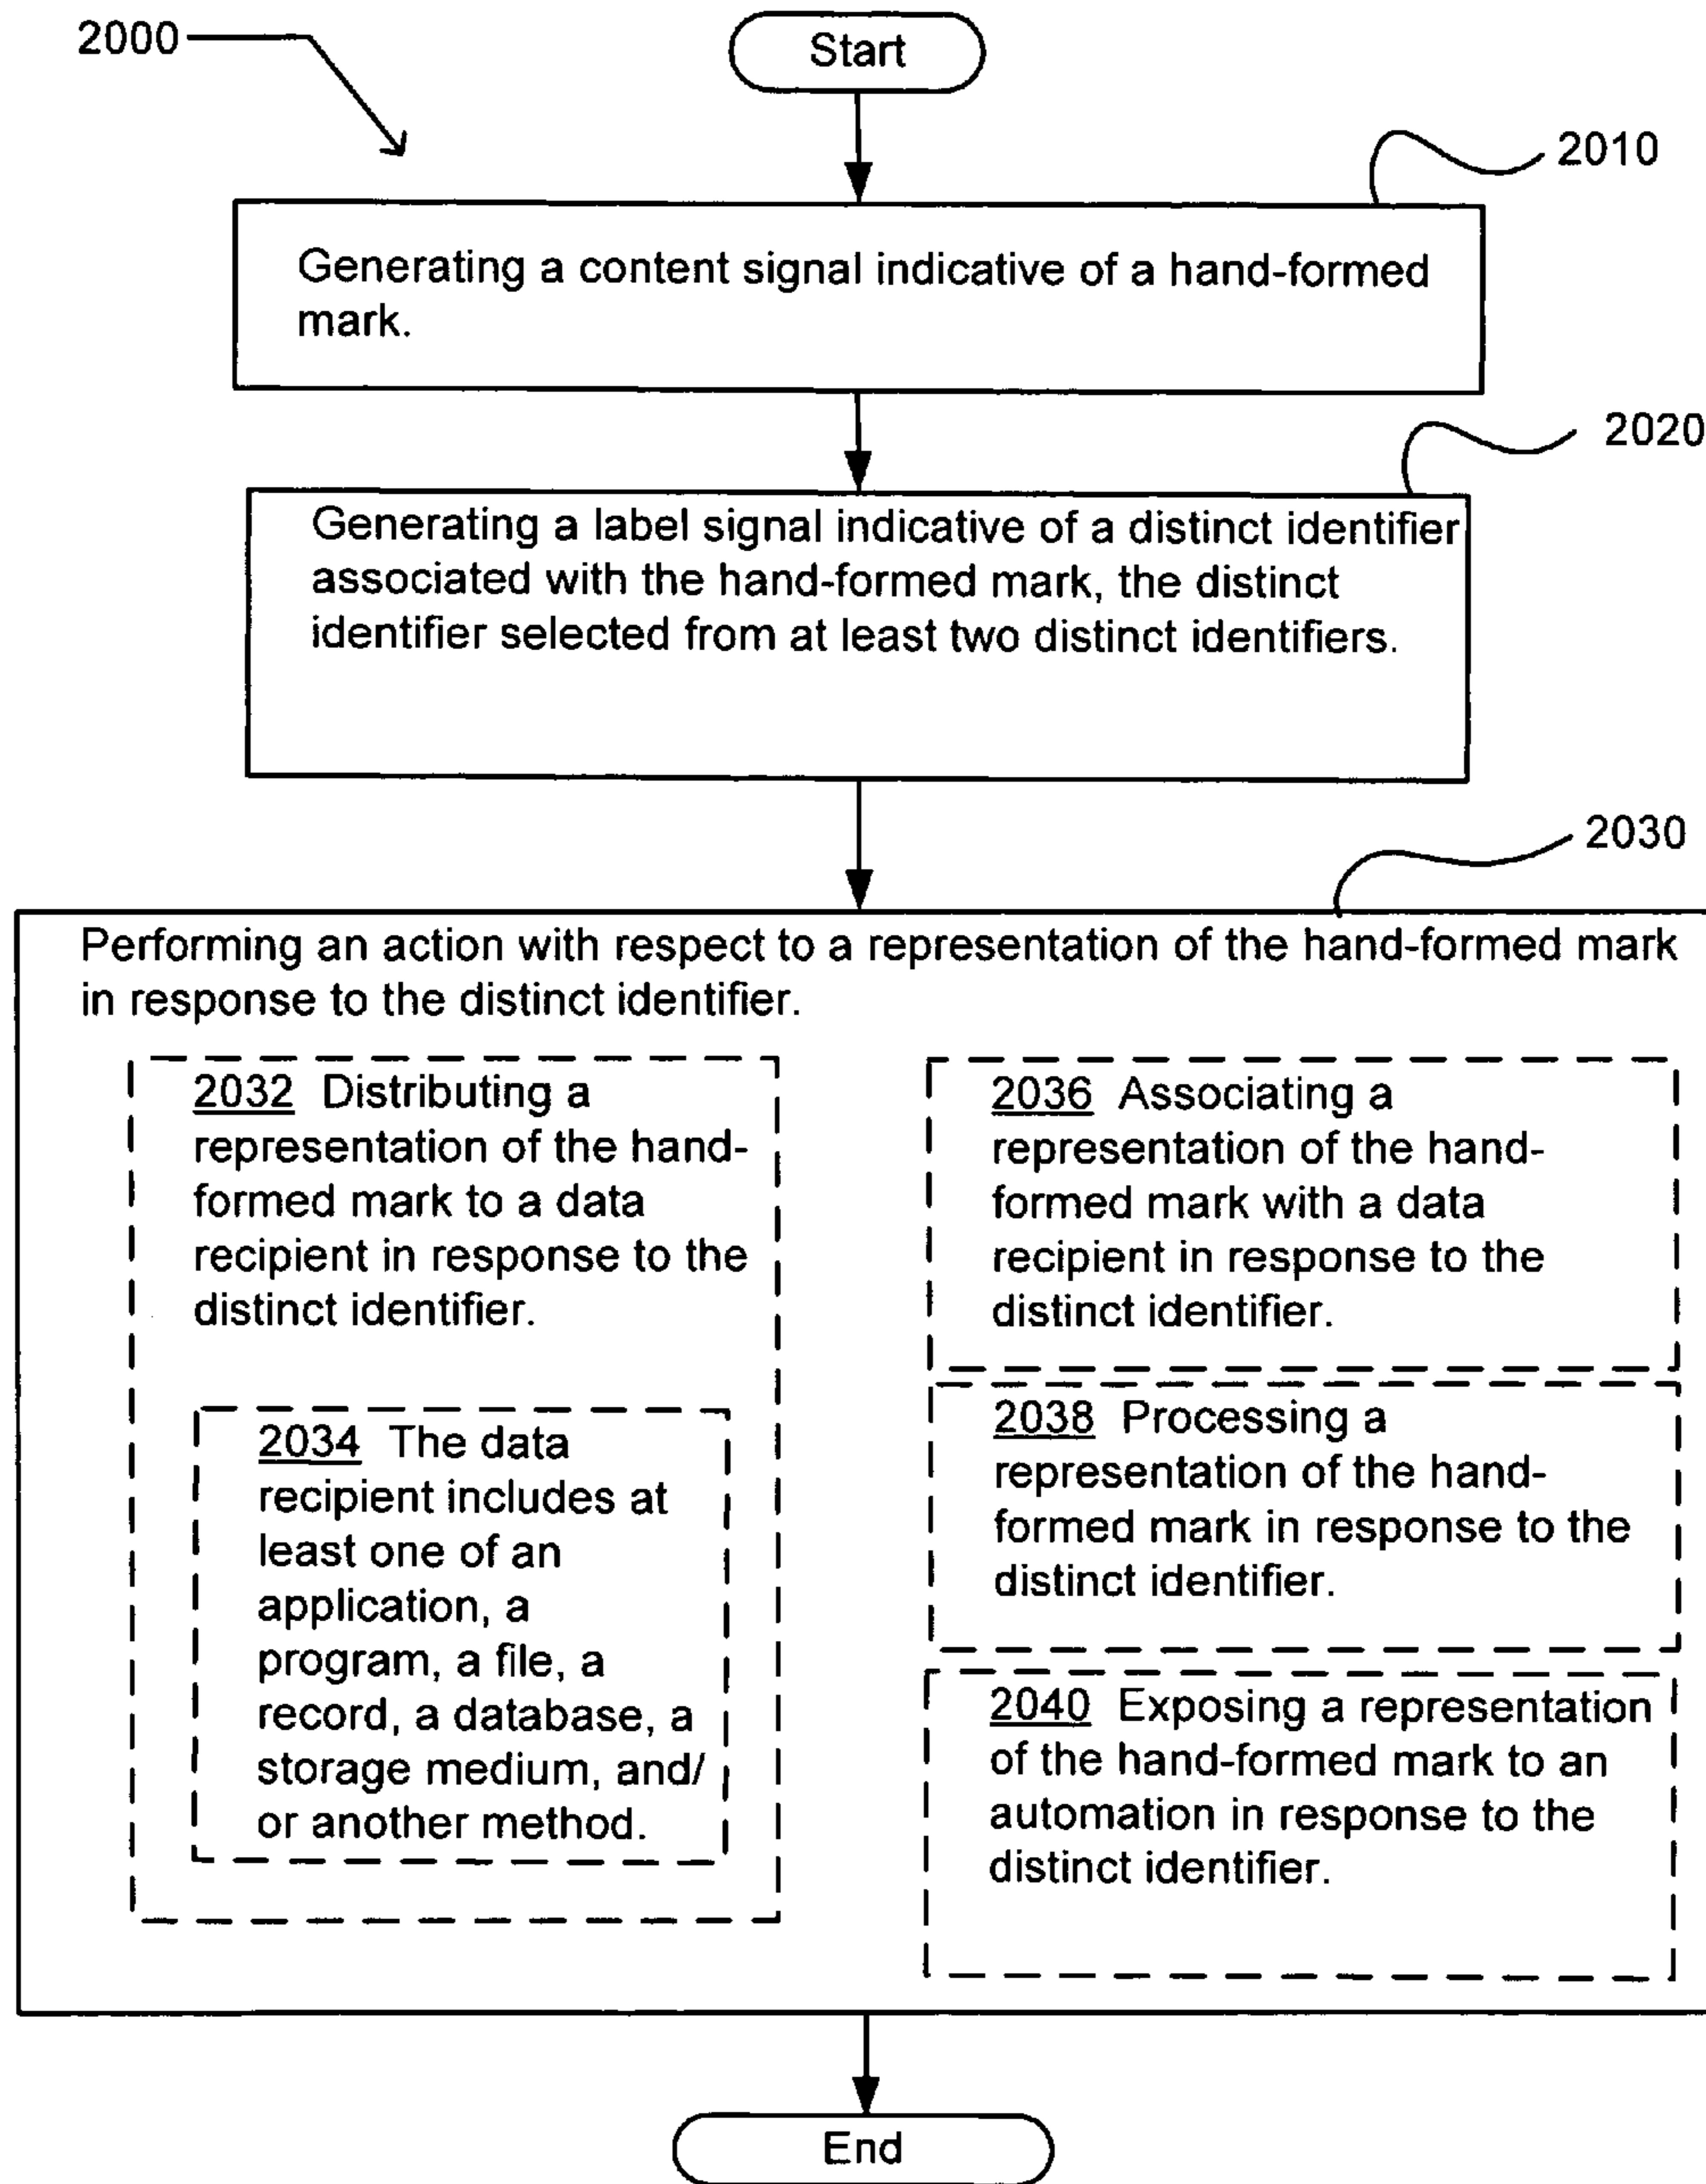 2000
Start
2010
Generating a content signal indicative of a hand-formed
mark.
2020
Generating a label signal indicative of a distinct identifier
associated with the hand-formed mark, the distinct
identifier selected from at least two distinct identifiers.
2030
Performing an action with respect to a representation of the hand-formed mark
in response to the distinct identifier.
2032 Distributing a
representation of the hand-
formed mark to a data
recipient in response to the
distinct identifier.
2034 The data
recipient includes at
least one of an
application, a
program, a file, a
record, a database, a
storage medium, and/
or another method.
2036 Associating a
representation of the hand-
formed mark with a data
recipient in response to the
distinct identifier.
2038 Processing a
representation of the hand-
formed mark in response to the
distinct identifier.
2040 Exposing a representation
of the hand-formed mark to an
automation in response to the
distinct identifier.
End